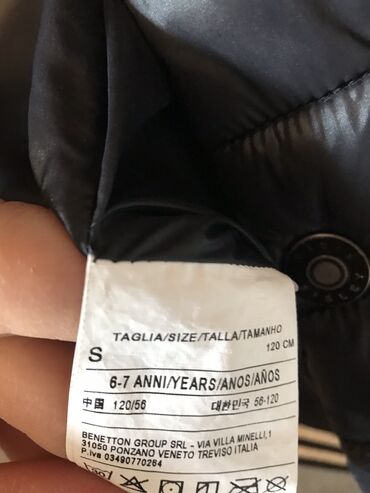 TAGLIA/SIZE/TALLA/TAMANHO
S 120 CM
6-7 ANNI/YEARS/ANOS/AÑOS
中国 120/56 대한민국 56-120
BENETTON GROUP SRL - VIA VILLA MINELLI,1
31050 PONZANO VENETO TREVISO ITALIA
P.iva 03490770264